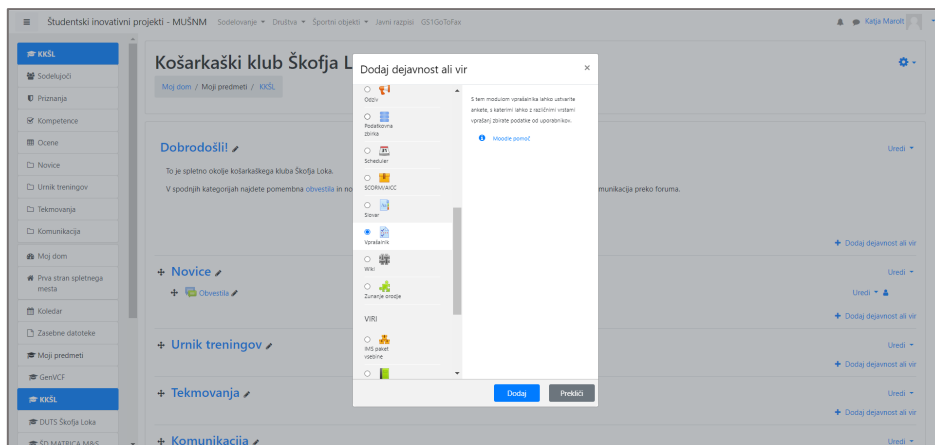 Študentski inovativni projekti - MUŠNM Sodelovanje Društva Športni objekti Javni razpisi GS1GoToFax
Katja Marolt
KKŠL
Sodelujoči
Priznanja
Kompetence
Ocene
Novice
Urnik treningov
Tekmovanja
Komunikacija
Moj dom
Prva stran spletnega
mesta
Koledar
Zasebne datoteke
Moji predmeti
GenVCF
KKŠL
DUTS Škofja Loka
ŠD MATRICA M&S
Košarkaški klub Škofja L
Moj dom / Moji predmeti / KKŠL
Dobrodošli!
Uredi
To je spletno okolje košarkaškega kluba Škofja Loka.
V spodnjih kategorijah najdete pomembna obvestila in no
munikacija preko foruma.
+ Dodaj dejavnost ali vir
Novice
Uredi
Obvestila
Uredi
+ Dodaj dejavnost ali vir
Urnik treningov
Uredi
+ Dodaj dejavnost ali vir
Tekmovanja
Uredi
+ Dodaj dejavnost ali vir
Komunikacija
Uredi
Dodaj dejavnost ali vir
×
Odziv
Podatkovna
zbirka
Scheduler
SCORM/AICC
Slovar
Vprašalnik
Wiki
Zunanje orodje
VIRI
IMS paket
vsebine
S tem modulom vprašalnika lahko ustvarite
ankete, s katerimi lahko z različnimi vrstami
vprašanj zbirate podatke od uporabnikov.
Moodle pomoč
Dodaj
Prekliči